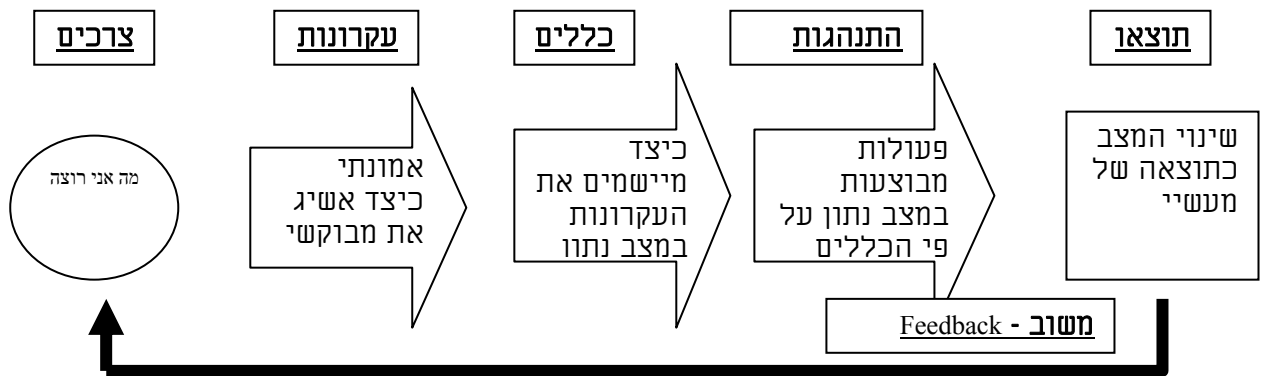 צרכים
עקרונות
כללים
התנהגות
תוצאו
מה אני רוצה
אמונתי
כיצד אשיג
את מבוקשי
כיצד
מיישמים את
העקרונות
במצב נתוו
פעולות
מבוצעות
במצב נתון על
פי הכללים
שינוי המצב
כתוצאה של
מעשיי
משוב - Feedback